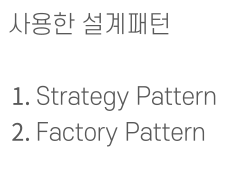 사용한 설계패턴
1. Strategy Pattern
2. Factory Pattern